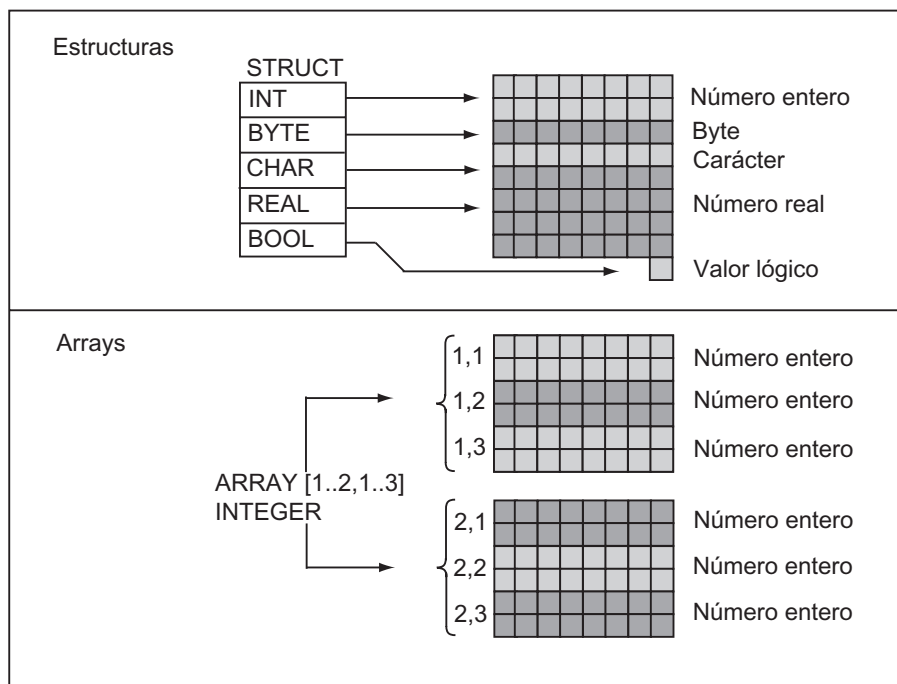 Estructuras
STRUCT
INT
BYTE
CHAR
REAL
BOOL
Número entero
Byte
Carácter
Número real
Valor lógico
Arrays
ARRAY [1..2,1..3]
INTEGER
1,1
Número entero
1,2
Número entero
1,3
Número entero
2,1
Número entero
2,2
Número entero
2,3
Número entero